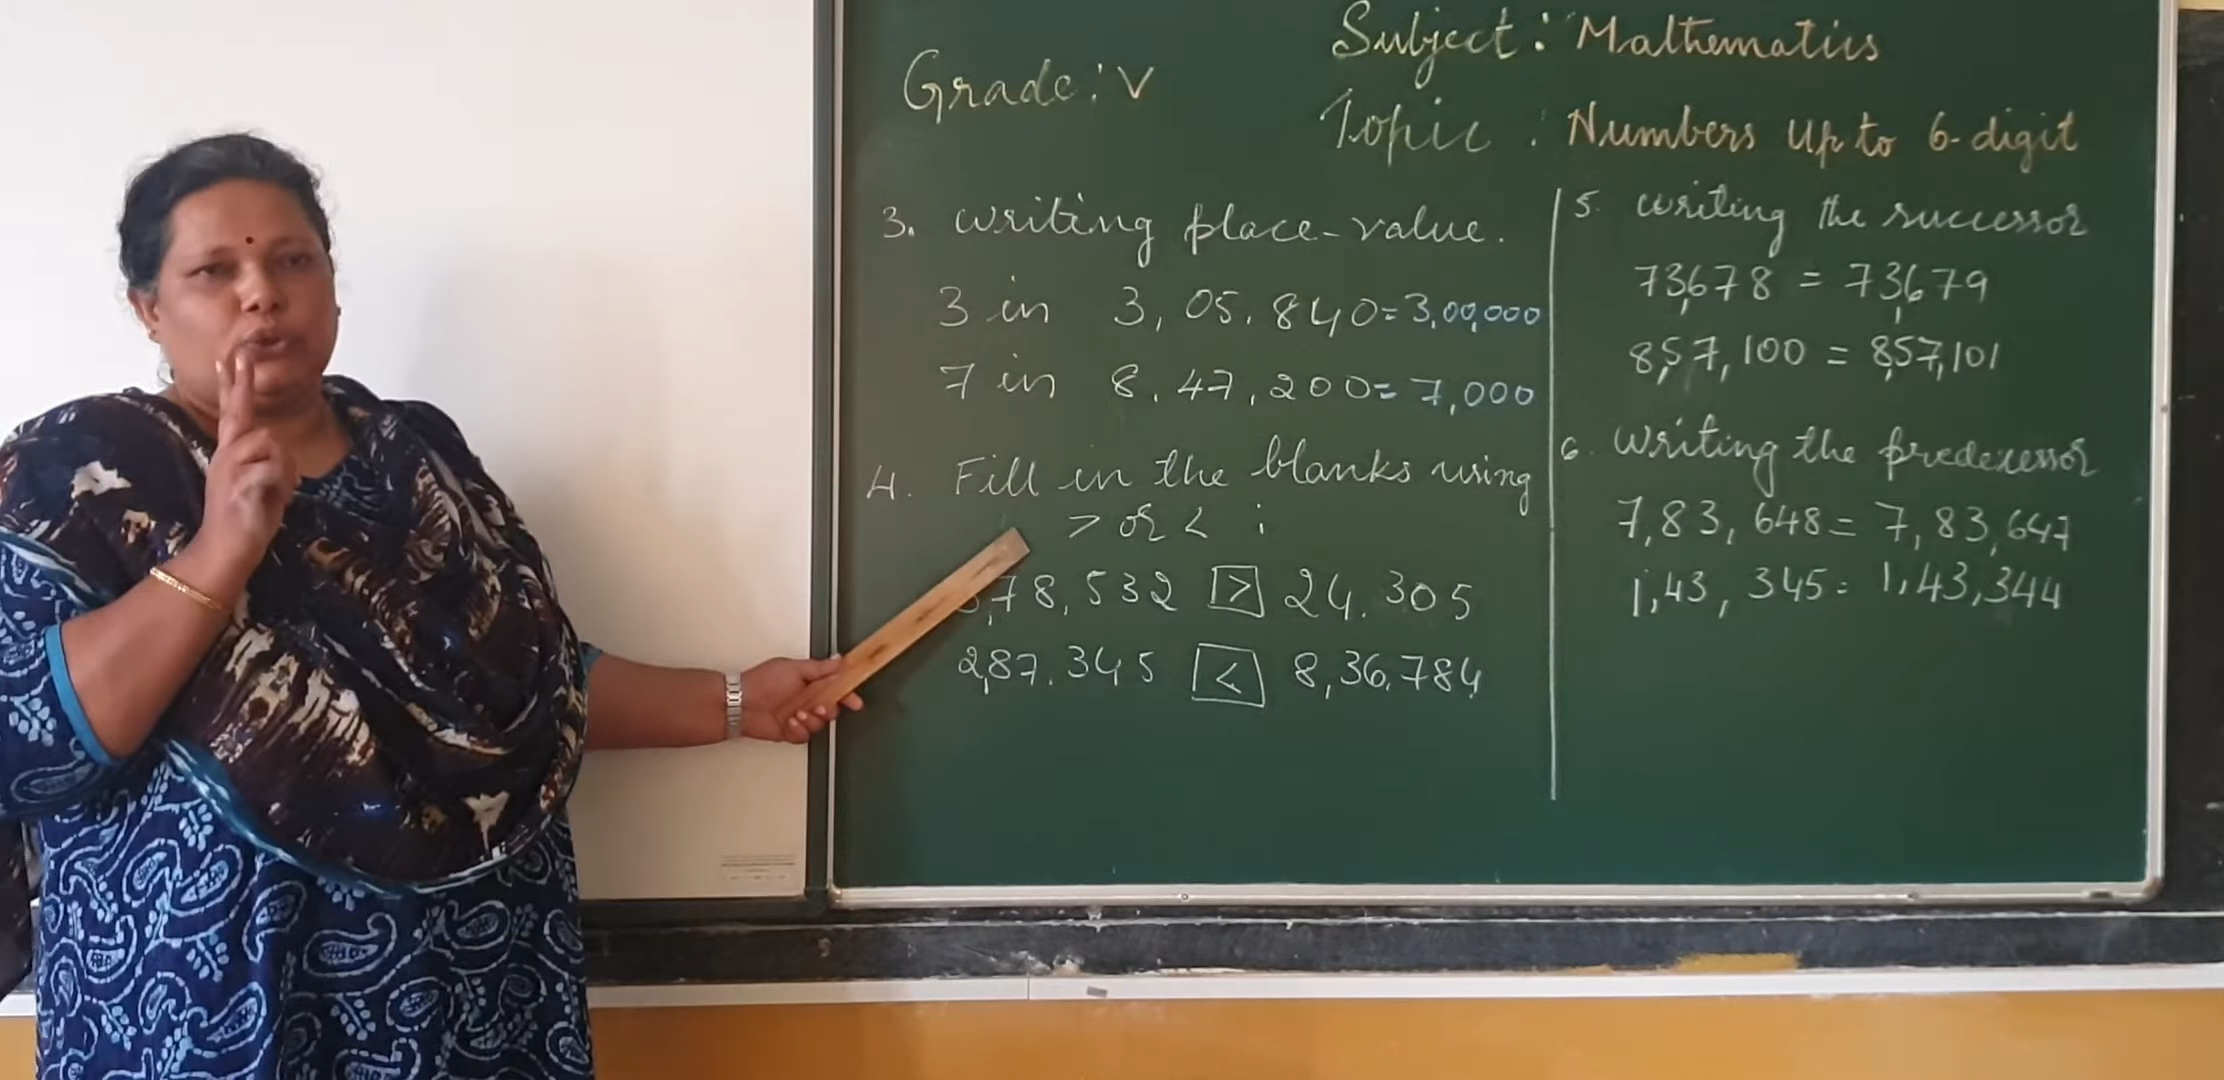 Grade: V
Subject: Mathematics
Topic : Numbers Up to 6-digit
3. writing place-value.
3 in 3, 05. 840 = 3,00,000
7 in 8. 47, 200 = 7,000
4. Fill in the blanks using
> or < :
,78, 532 > 24. 305
2,87. 345 < 8,36.784
5. writing the successor
73,678 = 73,679
8,57, 100 = 8,57,101
6. writing the predecessor
7,83, 648 = 7, 83,647
1,43, 345 = 1,43,344